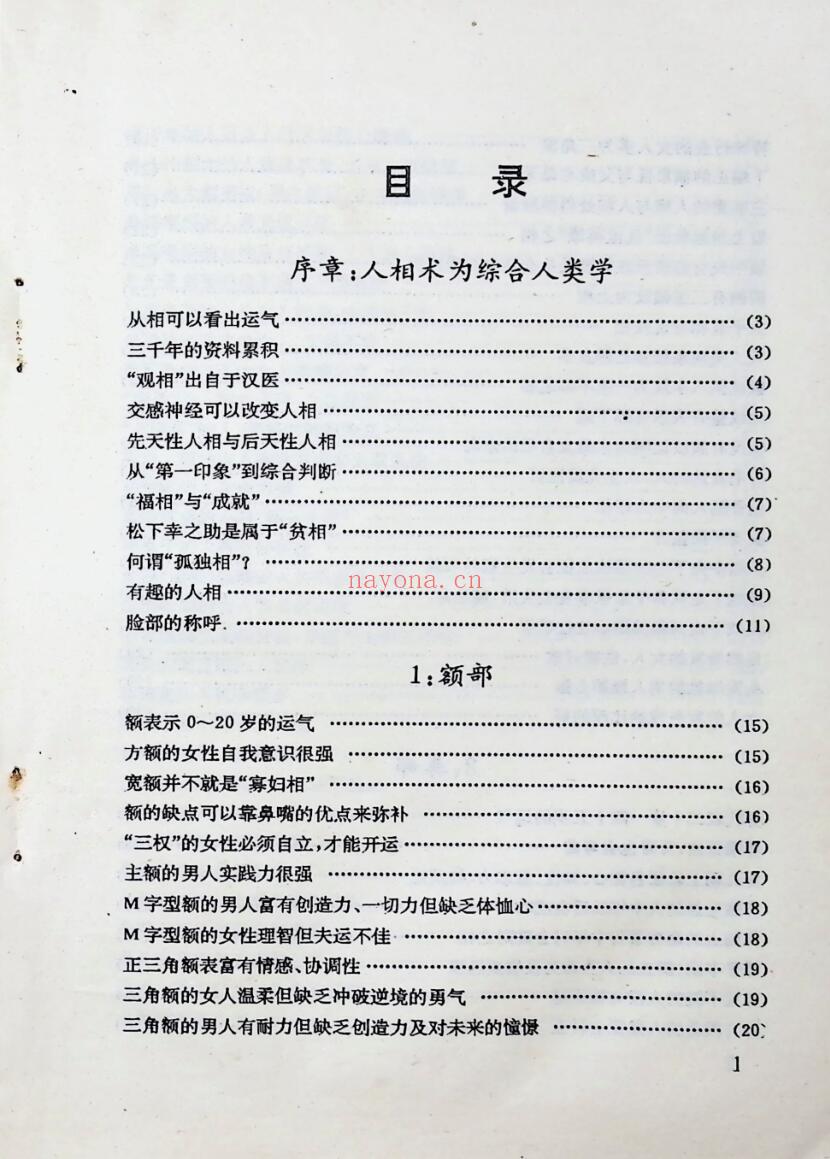 目 录
序章:人相术为综合人类学
从相可以看出运气 …… (3)
三千年的资料累积 …… (3)
“观相”出自于汉医 …… (4)
交感神经可以改变人相 …… (5)
先天性人相与后天性人相 …… (5)
从“第一印象”到综合判断 …… (6)
“福相”与“成就” …… (7)
松下幸之助是属于“贫相” …… (7)
何谓“孤独相”? …… (8)
nayona.cn
有趣的人相 …… (9)
脸部的称呼 …… (11)
1:额部
额表示0~20岁的运气 …… (15)
方额的女性自我意识很强 …… (15)
宽额并不就是“寡妇相” …… (16)
额的缺点可以靠鼻嘴的优点来弥补 …… (16)
“三权”的女性必须自立,才能开运 …… (17)
主额的男人实践力很强 …… (17)
M字型额的男人富有创造力、一切力但缺乏体恤心 …… (18)
M字型额的女性理智但夫运不佳 …… (18)
正三角额表富有情感、协调性 …… (19)
三角额的女人温柔但缺乏冲破逆境的勇气 …… (19)
三角额的男人有耐力但缺乏创造力及对未来的憧憬 …… (20)
1